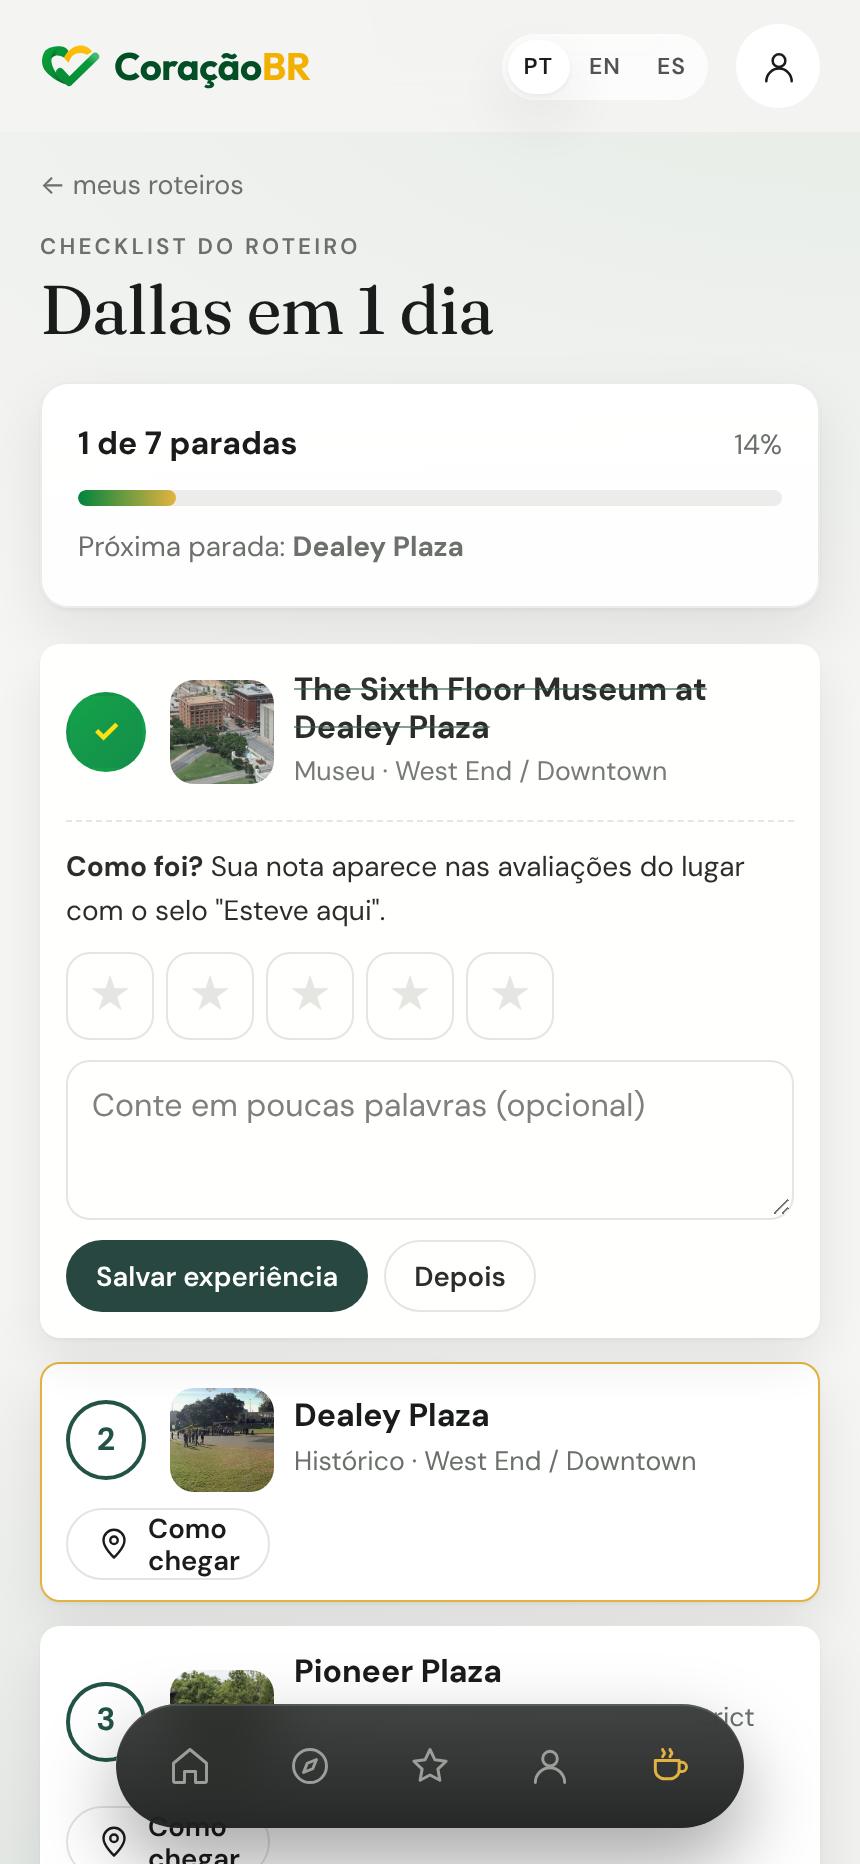 CoraçãoBR
PT EN ES
← meus roteiros
CHECKLIST DO ROTEIRO
Dallas em 1 dia
1 de 7 paradas
14%
Próxima parada: Dealey Plaza
The Sixth Floor Museum at
Dealey Plaza
Museu · West End / Downtown
Como foi? Sua nota aparece nas avaliações do lugar
com o selo "Esteve aqui".
Conte em poucas palavras (opcional)
Salvar experiência
Depois
2
Dealey Plaza
Histórico · West End / Downtown
Como
chegar
3
Pioneer Plaza
Como
chegar